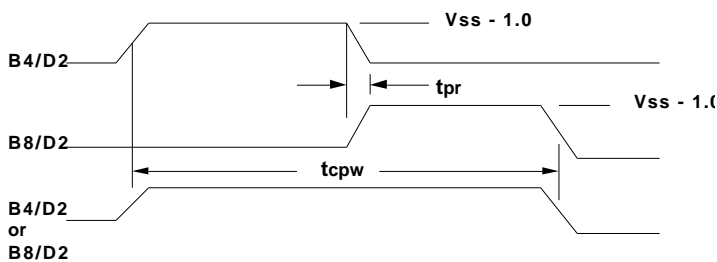 Vss - 1.0
B4/D2
tpr
Vss - 1.0
B8/D2
tcpw
B4/D2
or
B8/D2